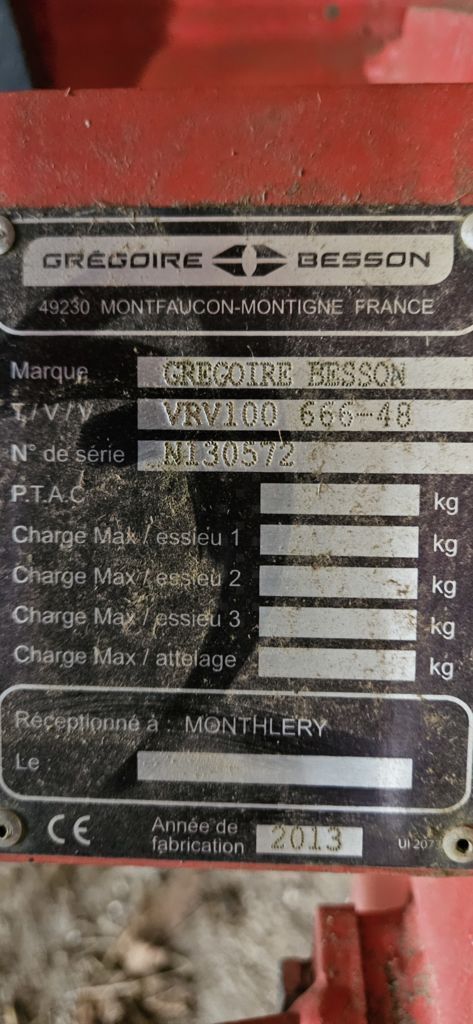 GRÉGOIRE BESSON
49230 MONTFAUCON-MONTIGNE FRANCE
Marque GREGOIRE BESSON
T/V/V VRV100 666-48
N° de série N130572
P.T.A.C kg
Charge Max / essieu 1 kg
Charge Max / essieu 2 kg
Charge Max / essieu 3 kg
Charge Max / attelage kg
Réceptionné à : MONTHLERY
Le :
CE Année de
fabrication 2013
UI 207